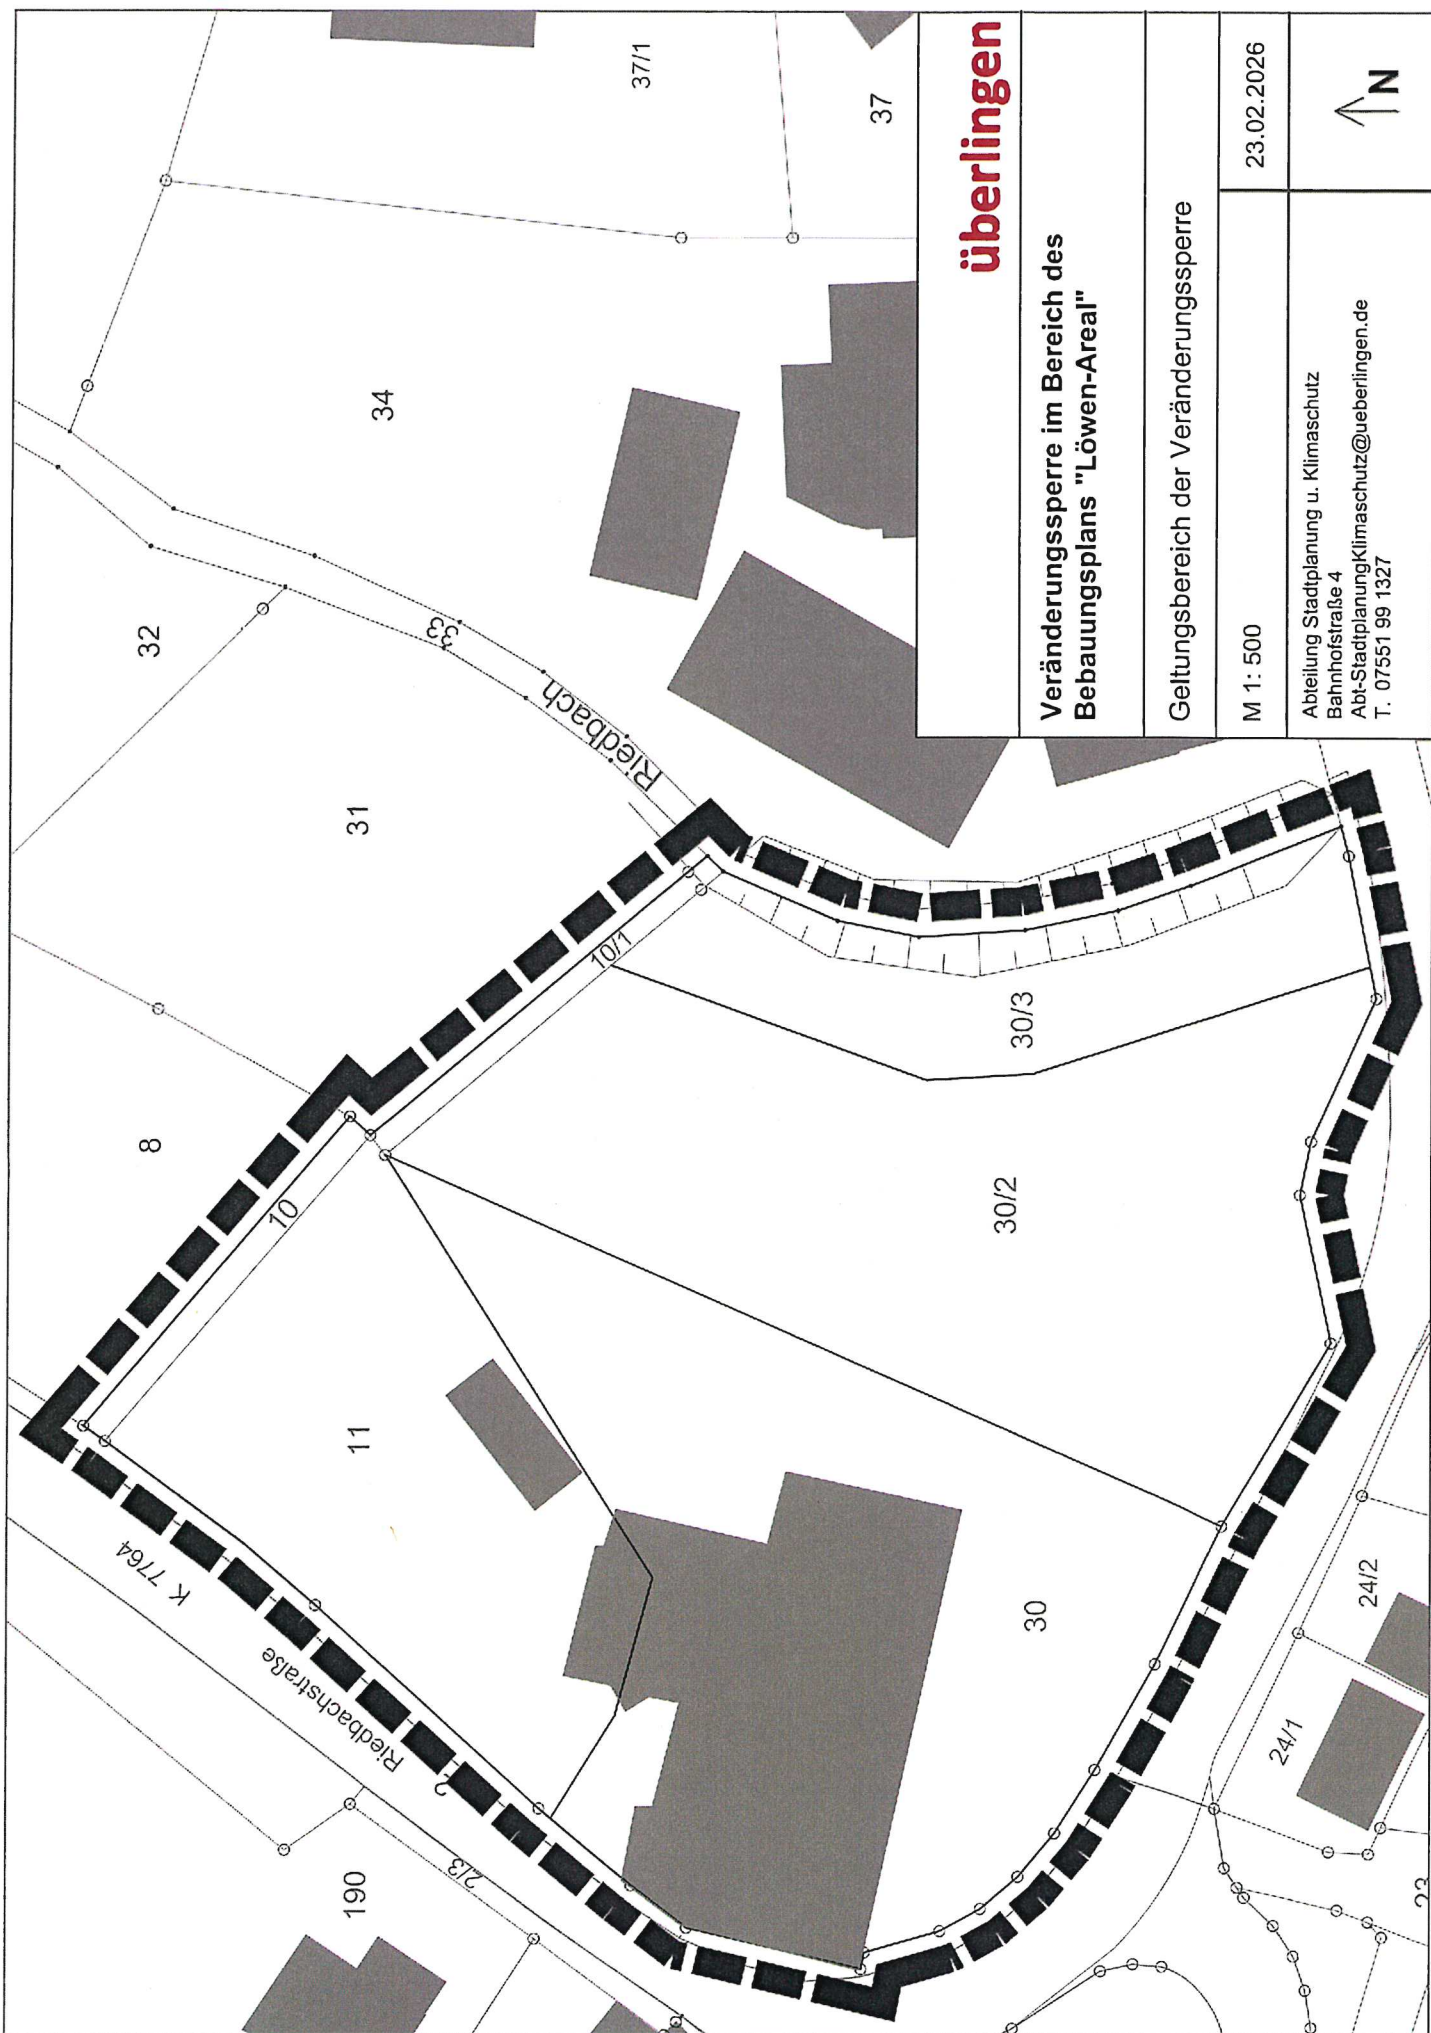 überlingen
Veränderungssperre im Bereich des
Bebauungsplans "Löwen-Areal"
Geltungsbereich der Veränderungssperre
M 1: 500
23.02.2026
Abteilung Stadtplanung u. Klimaschutz
Bahnhofstraße 4
Abt-StadtplanungKlimaschutz@ueberlingen.de
T. 07551 99 1327
N
K 7764
Riedbachstraße
2
2/3
190
8
10
10/1
11
31
32
33
Riedbach
34
37/1
37
30/3
30/2
30
24/2
24/1
23